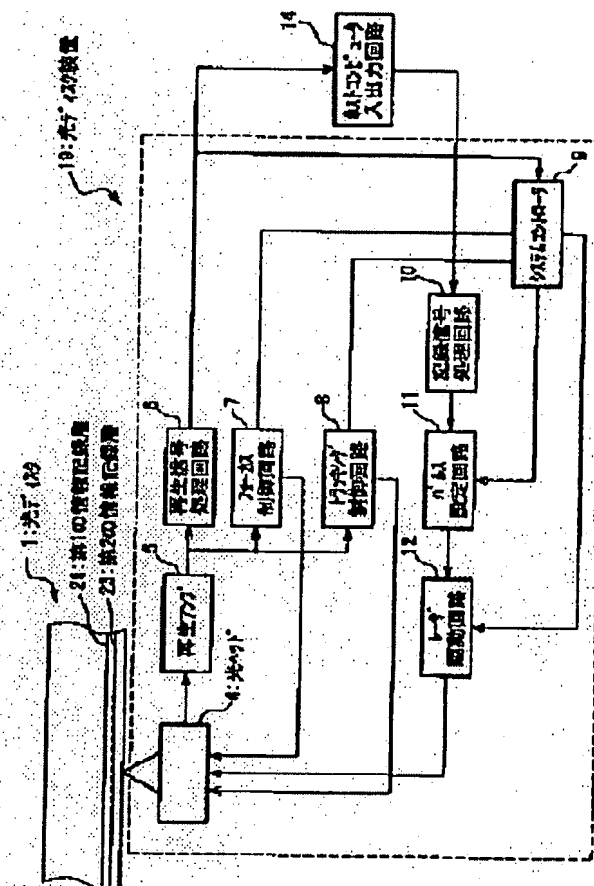 19:光ディスク装置
1:光ディスク
21:第1の情報記録層
23:第2の情報記録層
4:光ヘッド
5
再生アンプ
6
再生信号
処理回路
7
フォーカス
制御回路
8
トラッキング
制御回路
14
ホストコンピュータ
入出力回路
9
システムコントローラ
10
記録信号
処理回路
11
パルス
設定回路
12
レーザ
駆動回路